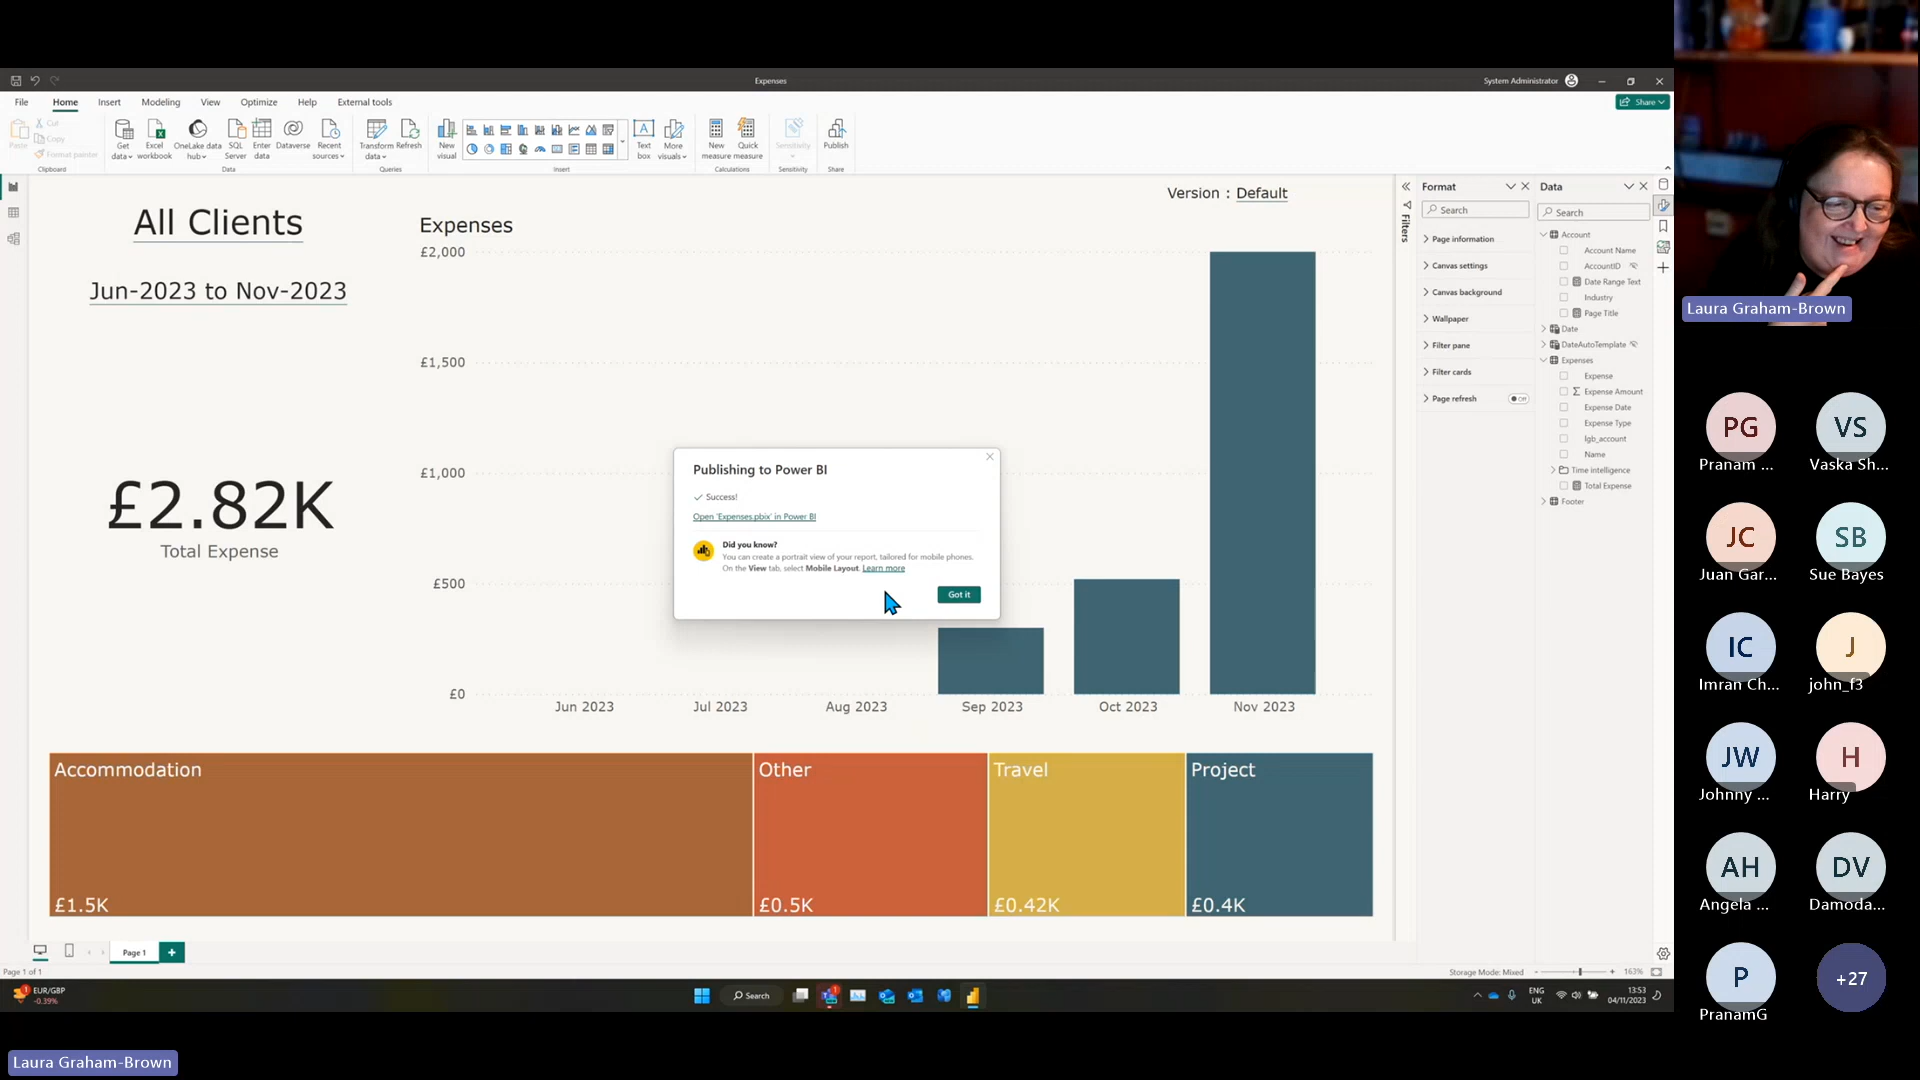 Expenses
System Administrator
File Home Insert Modeling View Optimize Help External tools
Share
Paste
Cut
Copy
Format painter
Clipboard
Get data
Excel workbook
OneLake data hub
SQL Server
Enter data
Dataverse
Recent sources
Data
Transform data
Refresh
Queries
New visual
Text box
More visuals
Insert
New measure
Quick measure
Calculations
Sensitivity
Sensitivity
Publish
Share
All Clients
Jun-2023 to Nov-2023
£2.82K
Total Expense
Version : Default
Expenses
£2,000
£1,500
£1,000
£500
£0
Jun 2023 Jul 2023 Aug 2023 Sep 2023 Oct 2023 Nov 2023
Publishing to Power BI
Success!
Open 'Expenses.pbix' in Power BI
Did you know?
You can create a portrait view of your report, tailored for mobile phones.
On the View tab, select Mobile Layout. Learn more
Got it
Accommodation
£1.5K
Other
£0.5K
Travel
£0.42K
Project
£0.4K
Filters
Format
Search
Page information
Canvas settings
Canvas background
Wallpaper
Filter pane
Filter cards
Page refresh
Off
Data
Search
Account
Account Name
AccountID
Date Range Text
Industry
Page Title
Date
DateAutoTemplate
Expenses
Expense
Expense Amount
Expense Date
Expense Type
lgb_account
Name
Time intelligence
Total Expense
Footer
Page 1
Page 1 of 1
Storage Mode: Mixed
163%
EUR/GBP
-0.39%
Search
ENG
UK
13:53
04/11/2023
Laura Graham-Brown
PG
Pranam ...
VS
Vaska Sh...
JC
Juan Gar...
SB
Sue Bayes
IC
Imran Ch...
J
john_f3
JW
Johnny ...
H
Harry
AH
Angela ...
DV
Damoda...
P
PranamG
+27
Laura Graham-Brown